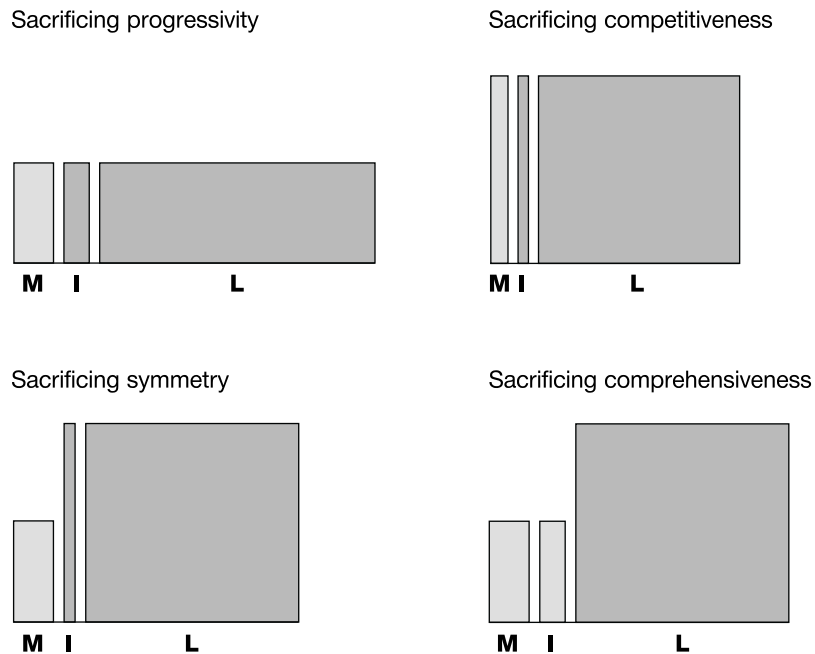 Sacrificing progressivity
Sacrificing competitiveness
M I L
M I L
Sacrificing symmetry
Sacrificing comprehensiveness
M I L
M I L